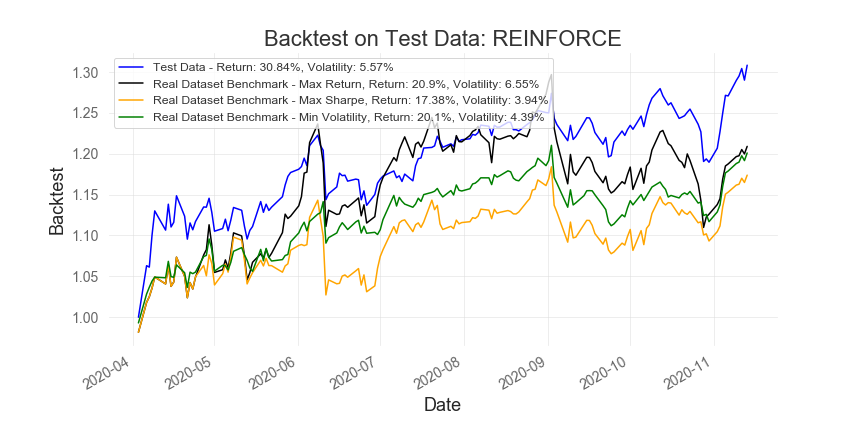 Backtest on Test Data: REINFORCE
Test Data - Return: 30.84%, Volatility: 5.57%
Real Dataset Benchmark - Max Return, Return: 20.9%, Volatility: 6.55%
Real Dataset Benchmark - Max Sharpe, Return: 17.38%, Volatility: 3.94%
Real Dataset Benchmark - Min Volatility, Return: 20.1%, Volatility: 4.39%
Backtest
1.30
1.25
1.20
1.15
1.10
1.05
1.00
2020-04
2020-05
2020-06
2020-07
2020-08
2020-09
2020-10
2020-11
Date